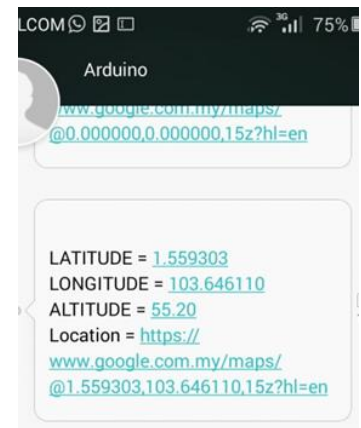 LCOM 3G 75%
Arduino
www.google.com.my/maps/
@0.000000,0.000000,15z?hl=en
LATITUDE = 1.559303
LONGITUDE = 103.646110
ALTITUDE = 55.20
Location = https://
www.google.com.my/maps/
@1.559303,103.646110,15z?hl=en